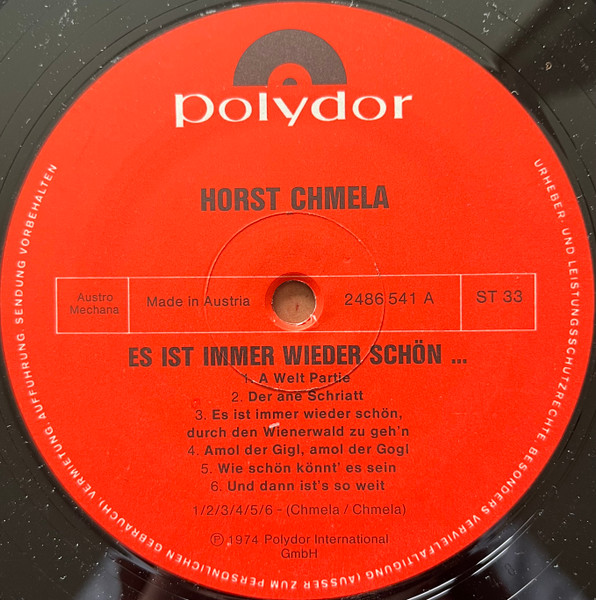 polydor
HORST CHMELA
Austro
Mechana
Made in Austria
2486 541 A
ST 33
ES IST IMMER WIEDER SCHÖN ...
1. A Welt Partie
2. Der ane Schriatt
3. Es ist immer wieder schön,
durch den Wienerwald zu geh'n
4. Amol der Gigl, amol der Gogl
5. Wie schön könnt' es sein
6. Und dann ist's so weit
1/2/3/4/5/6 – (Chmela / Chmela)
Ⓟ 1974 Polydor International
GmbH
URHEBER- UND LEISTUNGSSCHUTZRECHTE, BESONDERS VERVIELFÄLTIGUNG (AUSSER ZUM PERSÖNLICHEN GEBRAUCH), VERMIETUNG, AUFFÜHRUNG, SENDUNG VORBEHALTEN